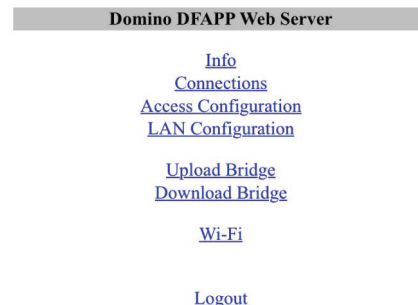 Domino DFAPP Web Server
Info
Connections
Access Configuration
LAN Configuration
Upload Bridge
Download Bridge
Wi-Fi
Logout